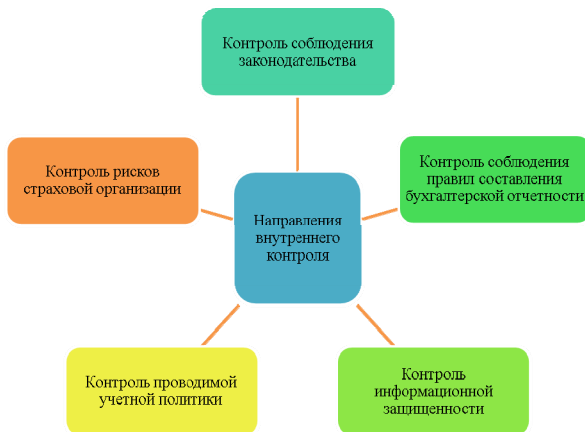 Контроль соблюдения
законодательства
Контроль рисков
страховой организации
Контроль соблюдения
правил составления
бухгалтерской отчетности
Направления
внутреннего
контроля
Контроль проводимой
учетной политики
Контроль
информационной
защищенности